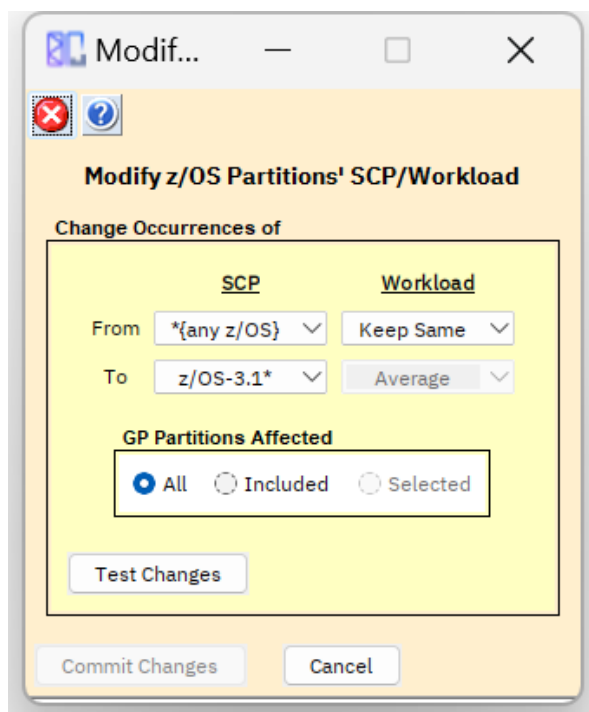 Modif...
Modify z/OS Partitions' SCP/Workload
Change Occurrences of
SCP Workload
From *{any z/OS} Keep Same
To z/OS-3.1* Average
GP Partitions Affected
All Included Selected
Test Changes
Commit Changes Cancel